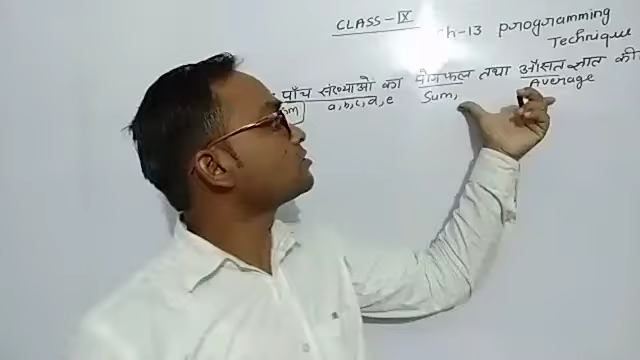 CLASS-IX
Ch-13 programming
Technique
पाँच संख्याओं का योगफल तथा औसत ज्ञात की
a, b, c, d, e Sum, Average